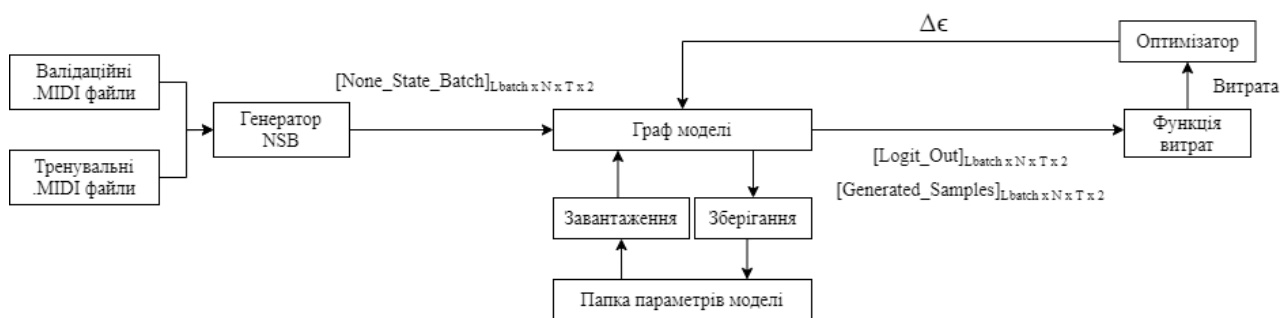 Δϵ
Оптимізатор
Валідаційні
.MIDI файли
[None_State_Batch]Lbatch x N x T x 2
Витрата
Генератор
NSB
Граф моделі
Функція
витрат
Тренувальні
.MIDI файли
[Logit_Out]Lbatch x N x T x 2
[Generated_Samples]Lbatch x N x T x 2
Завантаження
Зберігання
Папка параметрів моделі